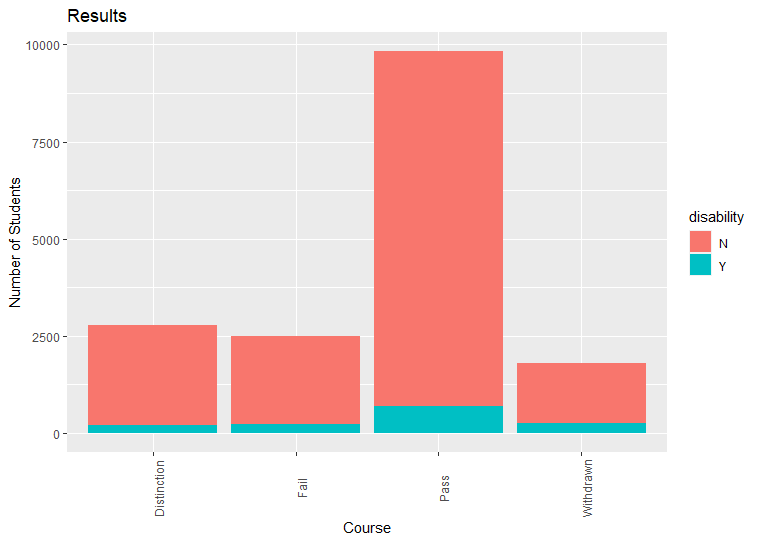 Results
10000
7500
5000
2500
0
Number of Students
Distinction
Fail
Pass
Withdrawn
Course
disability
N
Y